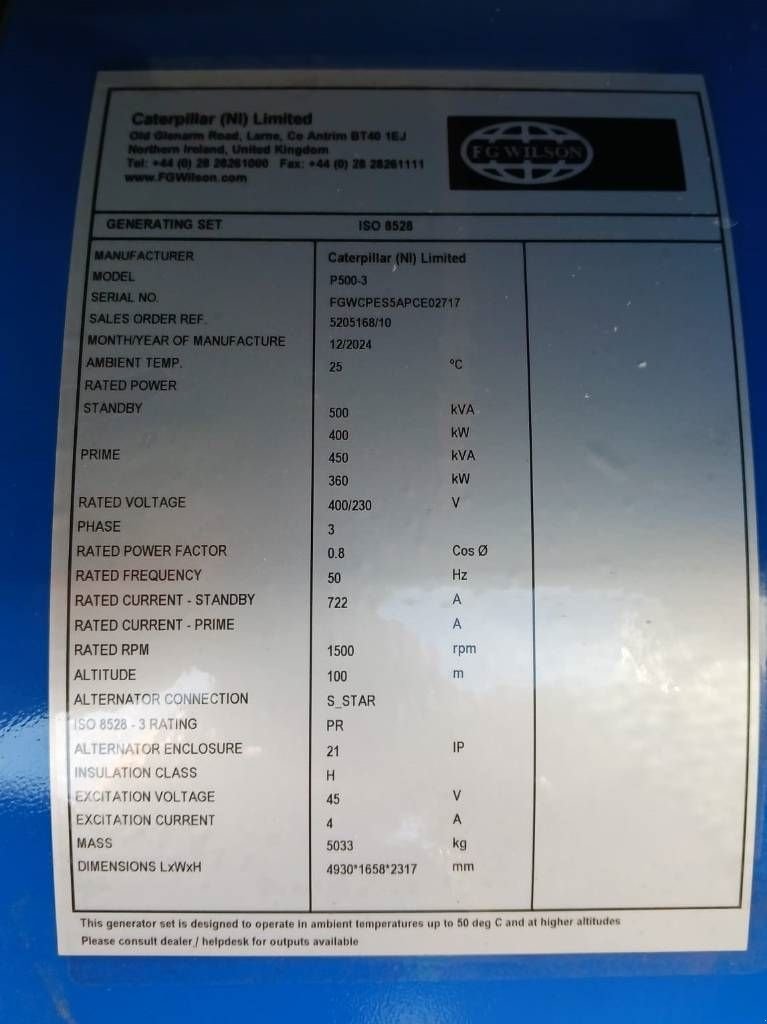 Caterpillar (NI) Limited
Old Glenarm Road, Larne, Co Antrim BT40 1EJ
Northern Ireland, United Kingdom
Tel: +44 (0) 28 28261000 Fax: +44 (0) 28 28261111
www.FGWilson.com
FG WILSON
GENERATING SET ISO 8528
MANUFACTURER Caterpillar (NI) Limited
MODEL P500-3
SERIAL NO. FGWCPES5APCE02717
SALES ORDER REF. 5205168/10
MONTH/YEAR OF MANUFACTURE 12/2024
AMBIENT TEMP. 25 ºC
RATED POWER
STANDBY 500 kVA
400 kW
PRIME 450 kVA
360 kW
RATED VOLTAGE 400/230 V
PHASE 3
RATED POWER FACTOR 0.8 Cos Ø
RATED FREQUENCY 50 Hz
RATED CURRENT - STANDBY 722 A
RATED CURRENT - PRIME A
RATED RPM 1500 rpm
ALTITUDE 100 m
ALTERNATOR CONNECTION S_STAR
ISO 8528 - 3 RATING PR
ALTERNATOR ENCLOSURE 21 IP
INSULATION CLASS H
EXCITATION VOLTAGE 45 V
EXCITATION CURRENT 4 A
MASS 5033 kg
DIMENSIONS LxWxH 4930*1658*2317 mm
This generator set is designed to operate in ambient temperatures up to 50 deg C and at higher altitudes
Please consult dealer / helpdesk for outputs available